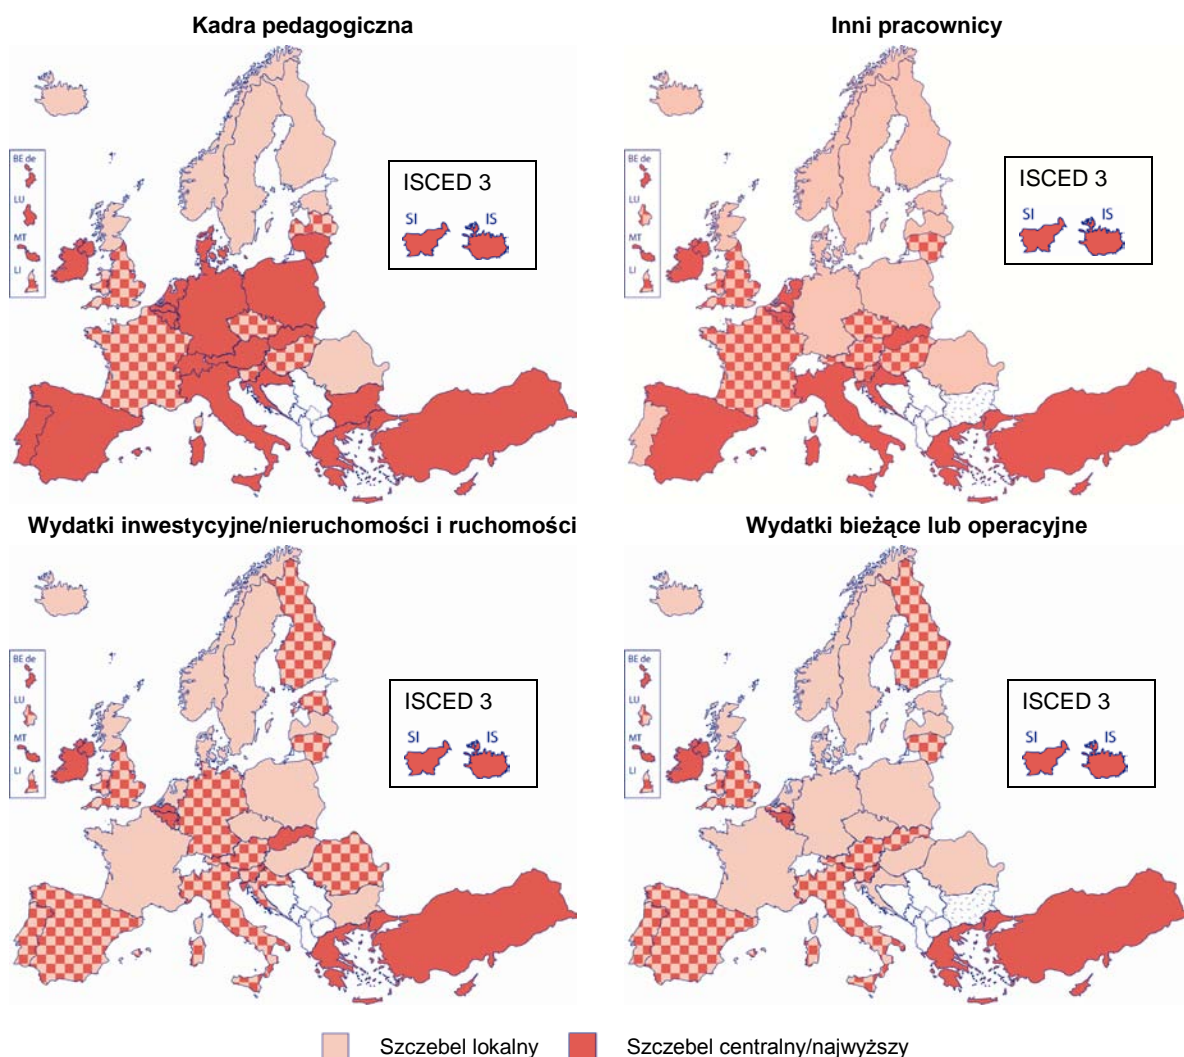 Kadra pedagogiczna
Inni pracownicy
BE de
LU
MT
LI
ISCED 3
SI IS
BE de
LU
MT
LI
ISCED 3
SI IS
Wydatki inwestycyjne/nieruchomości i ruchomości
Wydatki bieżące lub operacyjne
BE de
LU
MT
LI
ISCED 3
SI IS
BE de
LU
MT
LI
ISCED 3
SI IS
Szczebel lokalny
Szczebel centralny/najwyższy